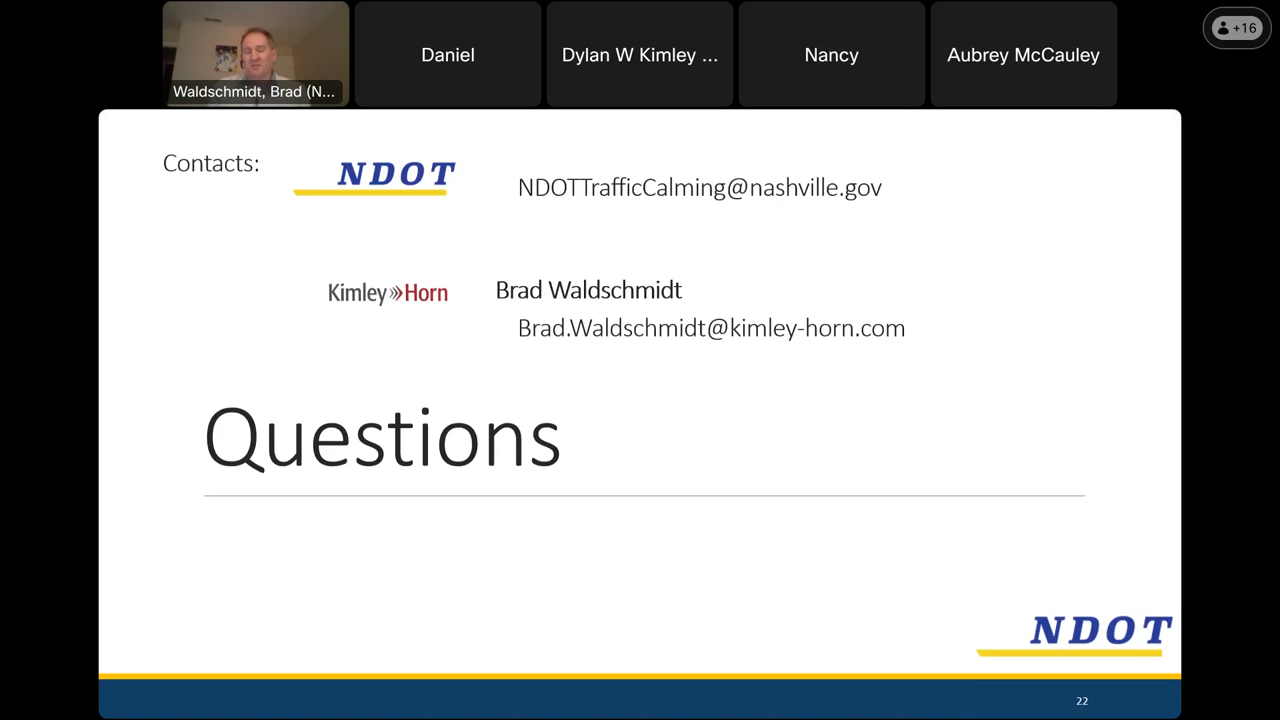 Waldschmidt, Brad (N...
Daniel
Dylan W Kimley ...
Nancy
Aubrey McCauley
+16
Contacts:
NDOT
NDOTTrafficCalming@nashville.gov
Kimley»Horn
Brad Waldschmidt
Brad.Waldschmidt@kimley-horn.com
Questions
NDOT
22